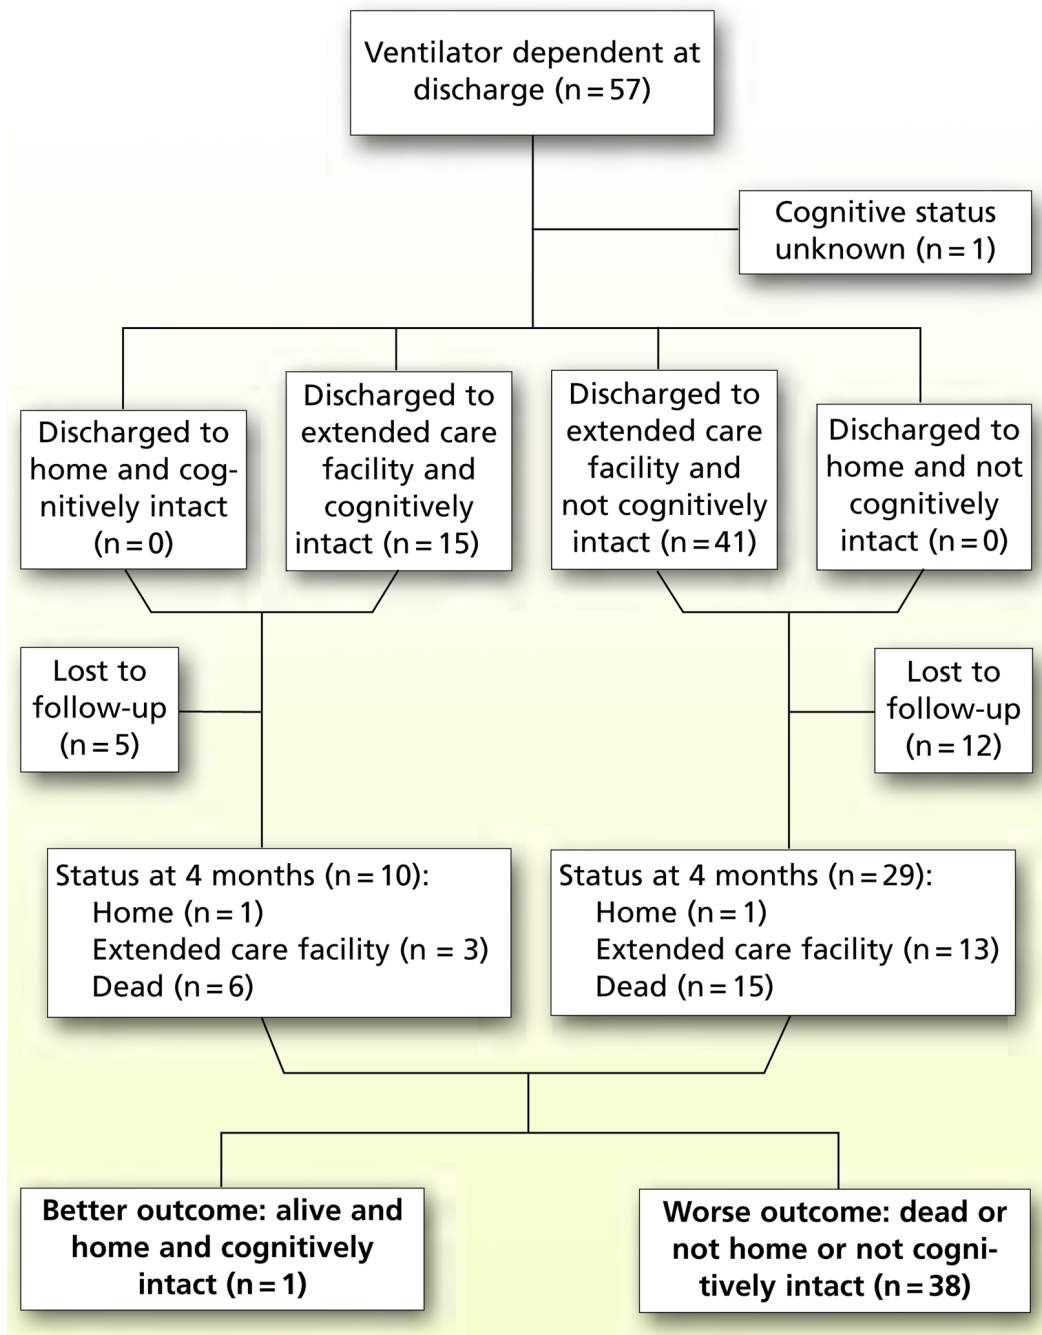 Ventilator dependent at
discharge (n = 57)
Cognitive status
unknown (n = 1)
Discharged to
home and cog-
nitively intact
(n = 0)
Discharged to
extended care
facility and
cognitively
intact (n = 15)
Discharged to
extended care
facility and
not cognitively
intact (n = 41)
Discharged to
home and not
cognitively
intact (n = 0)
Lost to
follow-up
(n = 5)
Lost to
follow-up
(n = 12)
Status at 4 months (n = 10):
Home (n = 1)
Extended care facility (n = 3)
Dead (n = 6)
Status at 4 months (n = 29):
Home (n = 1)
Extended care facility (n = 13)
Dead (n = 15)
Better outcome: alive and
home and cognitively
intact (n = 1)
Worse outcome: dead or
not home or not cogni-
tively intact (n = 38)